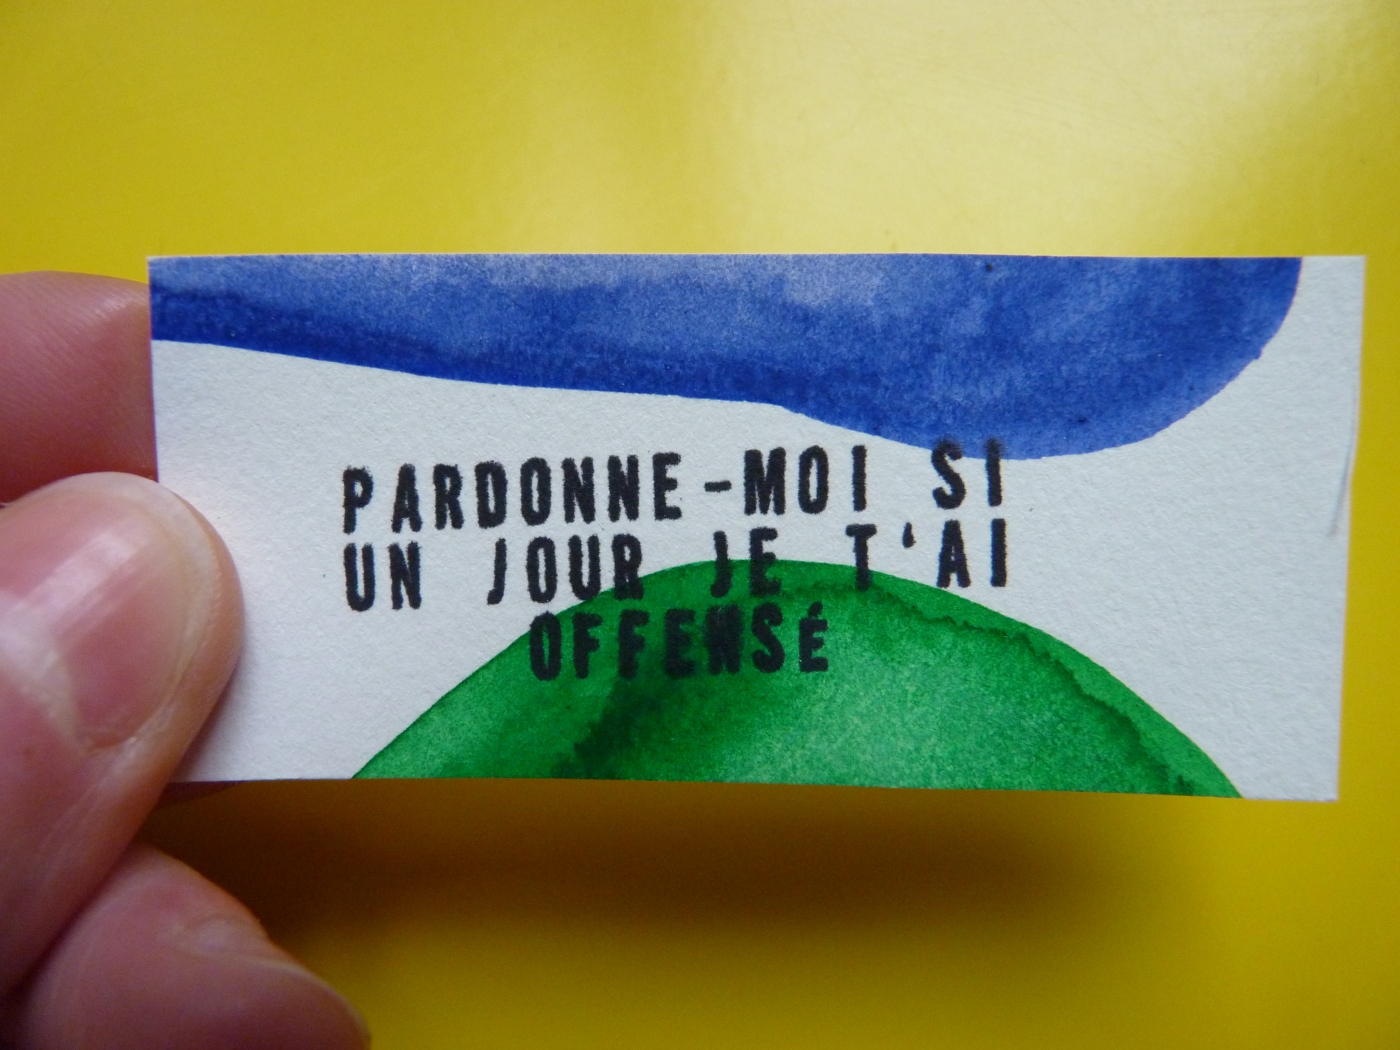 PARDONNE-MOI SI
UN JOUR JE T'AI
OFFENSÉ